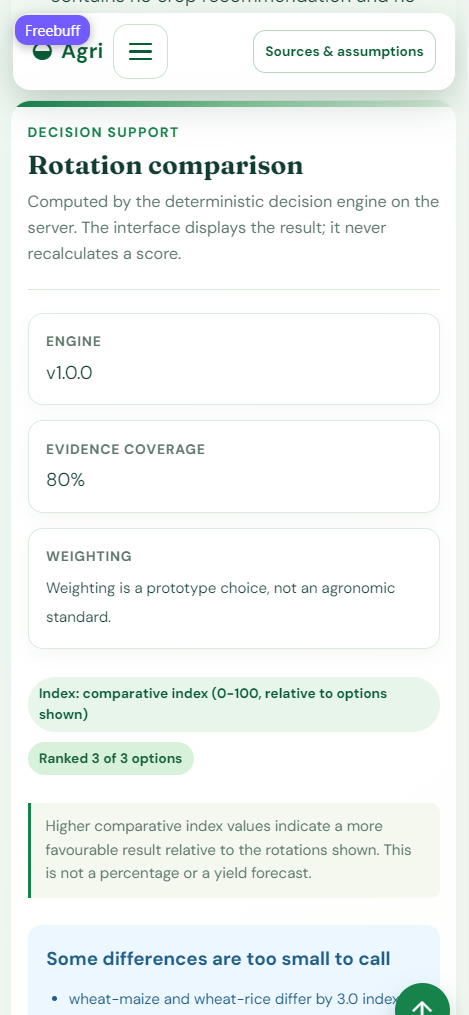 Freebuff
Agri
Sources & assumptions
DECISION SUPPORT
Rotation comparison
Computed by the deterministic decision engine on the
server. The interface displays the result; it never
recalculates a score.
ENGINE
v1.0.0
EVIDENCE COVERAGE
80%
WEIGHTING
Weighting is a prototype choice, not an agronomic
standard.
Index: comparative index (0-100, relative to options
shown)
Ranked 3 of 3 options
Higher comparative index values indicate a more
favourable result relative to the rotations shown. This
is not a percentage or a yield forecast.
Some differences are too small to call
• wheat-maize and wheat-rice differ by 3.0 index